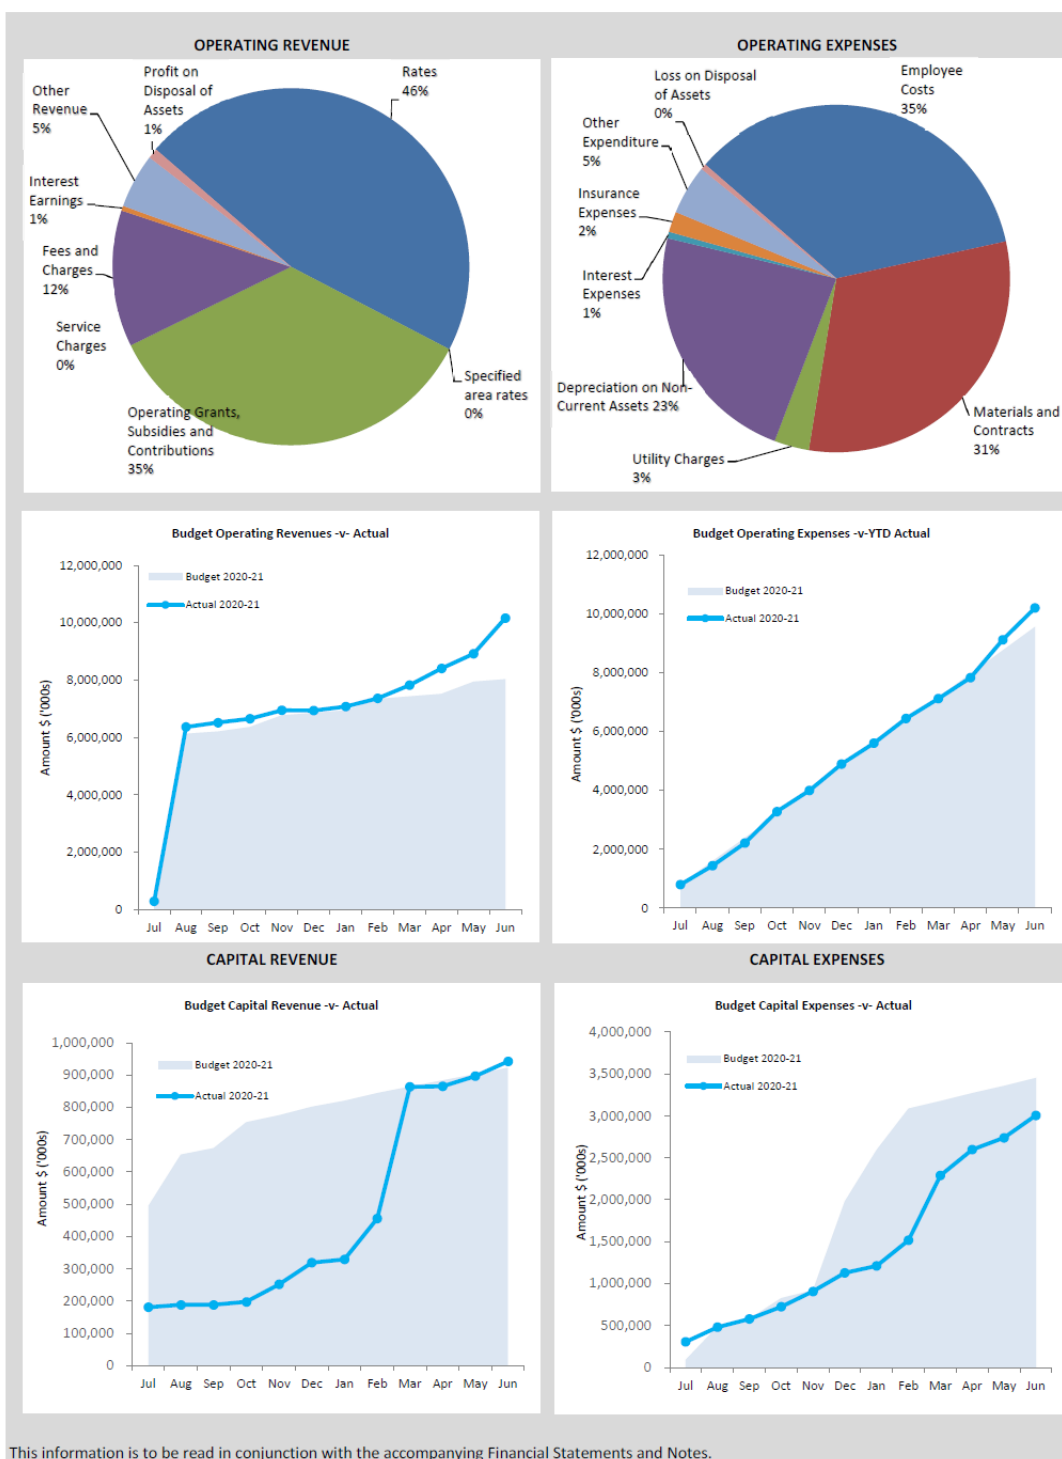 OPERATING REVENUE
Profit on
Disposal of
Assets
1%
Rates
46%
Other
Revenue
5%
Interest
Earnings
1%
Fees and
Charges
12%
Service
Charges
0%
Operating Grants,
Subsidies and
Contributions
35%
Specified
area rates
0%
OPERATING EXPENSES
Loss on Disposal
of Assets
0%
Employee
Costs
35%
Other
Expenditure
5%
Insurance
Expenses
2%
Interest
Expenses
1%
Depreciation on Non-
Current Assets 23%
Utility Charges
3%
Materials and
Contracts
31%
Budget Operating Revenues -v- Actual
Budget 2020-21
Actual 2020-21
Amount $ ('000s)
12,000,000
10,000,000
8,000,000
6,000,000
4,000,000
2,000,000
0
Jul Aug Sep Oct Nov Dec Jan Feb Mar Apr May Jun
Budget Operating Expenses -v-YTD Actual
Budget 2020-21
Actual 2020-21
Amount $ ('000s)
12,000,000
10,000,000
8,000,000
6,000,000
4,000,000
2,000,000
0
Jul Aug Sep Oct Nov Dec Jan Feb Mar Apr May Jun
CAPITAL REVENUE
Budget Capital Revenue -v- Actual
Budget 2020-21
Actual 2020-21
Amount $ ('000s)
1,000,000
900,000
800,000
700,000
600,000
500,000
400,000
300,000
200,000
100,000
0
Jul Aug Sep Oct Nov Dec Jan Feb Mar Apr May Jun
CAPITAL EXPENSES
Budget Capital Expenses -v- Actual
Budget 2020-21
Actual 2020-21
Amount $ ('000s)
4,000,000
3,500,000
3,000,000
2,500,000
2,000,000
1,500,000
1,000,000
500,000
0
Jul Aug Sep Oct Nov Dec Jan Feb Mar Apr May Jun
This information is to be read in conjunction with the accompanying Financial Statements and Notes.